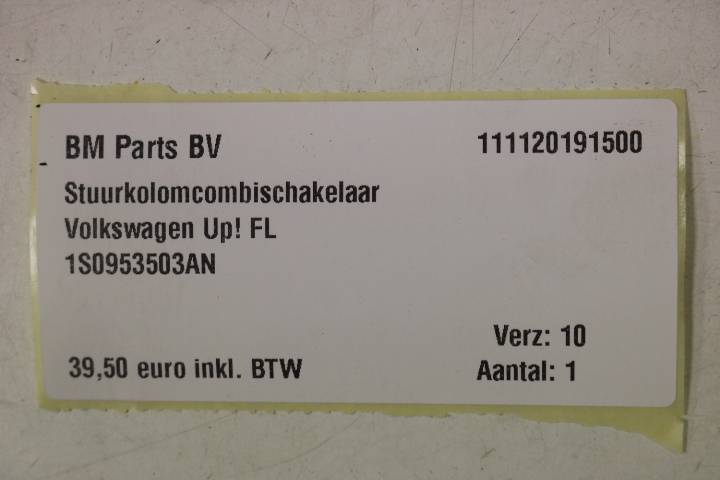 BM Parts BV 111120191500
Stuurkolomcombischakelaar
Volkswagen Up! FL
1S0953503AN
Verz: 10
39,50 euro inkl. BTW Aantal: 1